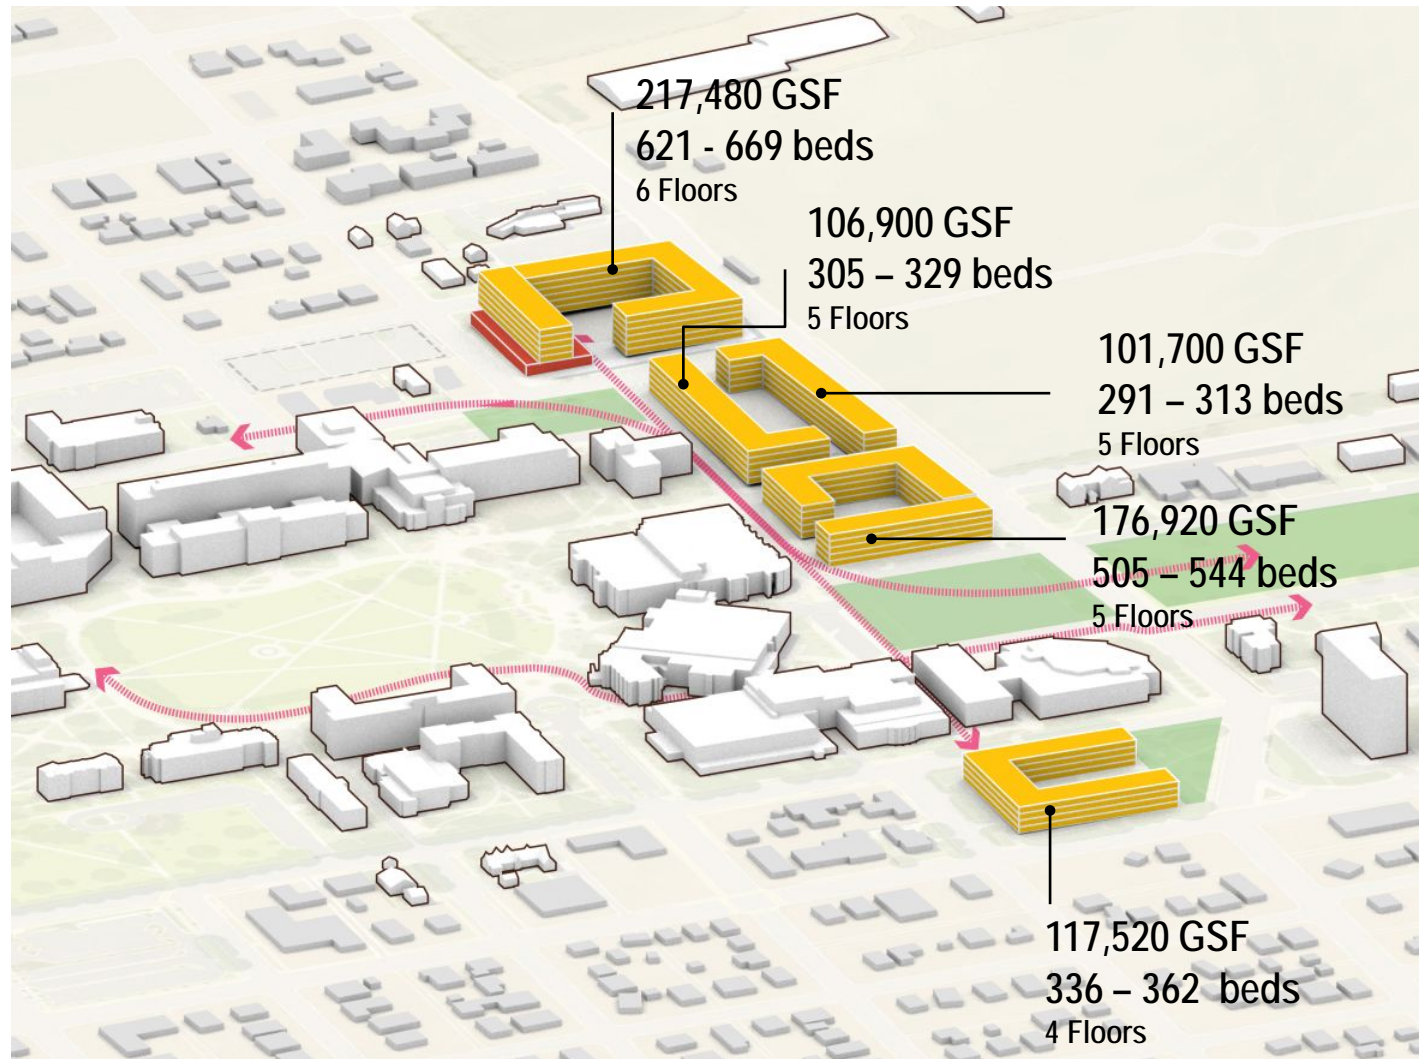 217,480 GSF
621 - 669 beds
6 Floors
106,900 GSF
305 – 329 beds
5 Floors
101,700 GSF
291 – 313 beds
5 Floors
176,920 GSF
505 – 544 beds
5 Floors
117,520 GSF
336 – 362 beds
4 Floors